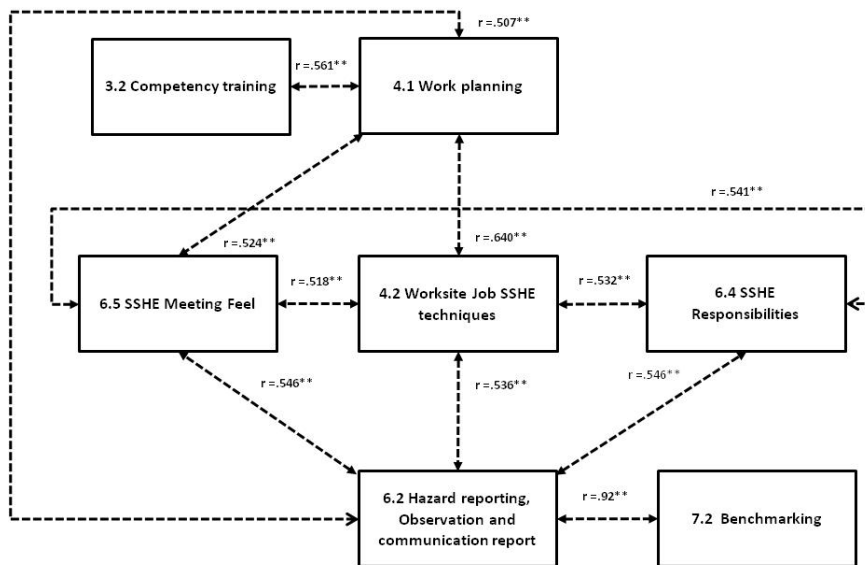 r =.507**
r =.561**
3.2 Competency training
4.1 Work planning
r =.541**
r =.524**
r =.640**
r =.518**
r =.532**
6.5 SSHE Meeting Feel
4.2 Worksite Job SSHE
techniques
6.4 SSHE
Responsibilities
r =.546**
r =.536**
r =.546**
6.2 Hazard reporting,
Observation and
communication report
r =.92**
7.2 Benchmarking